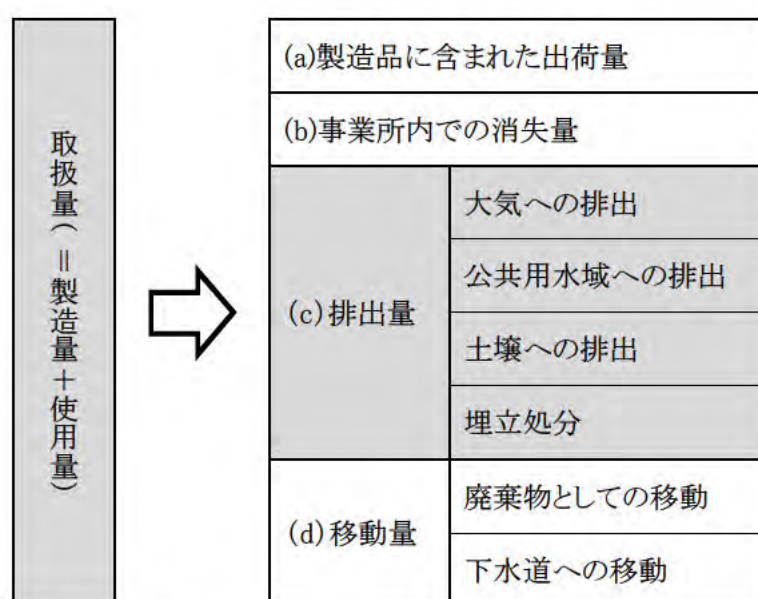 取扱量(＝製造量＋使用量)
(a)製造品に含まれた出荷量
(b)事業所内での消失量
(c)排出量
大気への排出
公共用水域への排出
土壌への排出
埋立処分
(d)移動量
廃棄物としての移動
下水道への移動